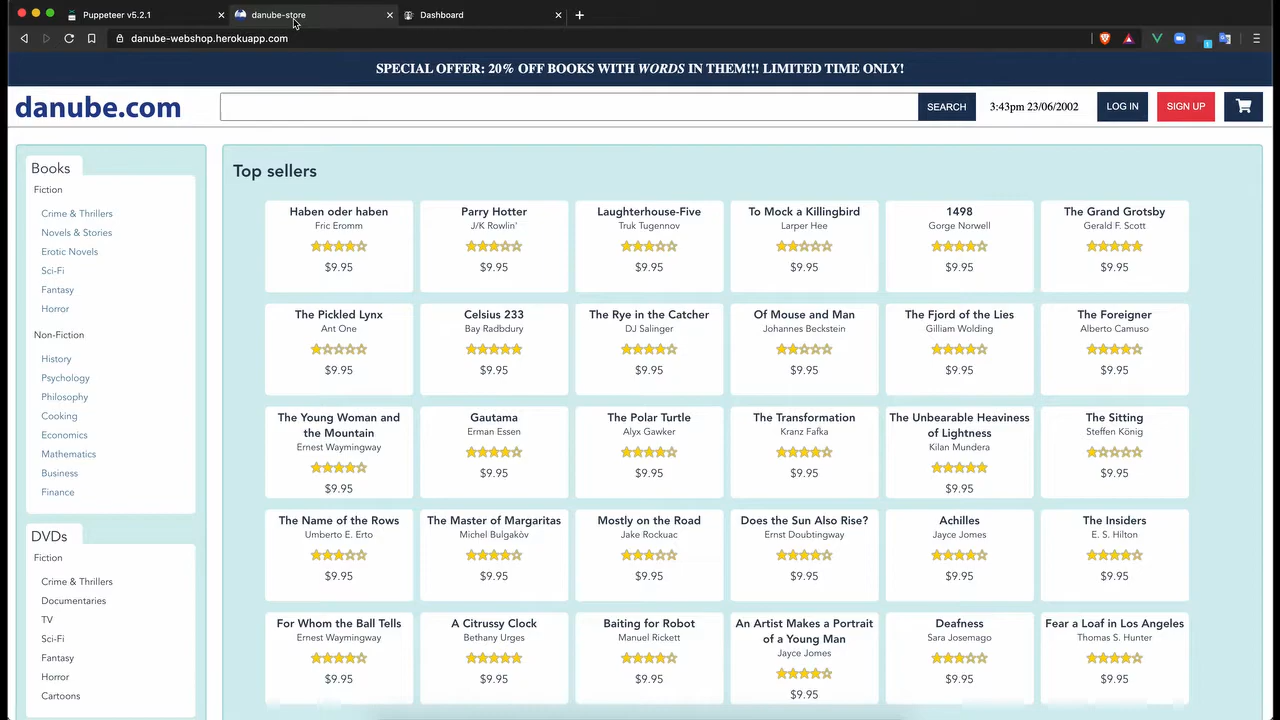 Puppeteer v5.2.1
danube-store
Dashboard
danube-webshop.herokuapp.com
SPECIAL OFFER: 20% OFF BOOKS WITH WORDS IN THEM!!! LIMITED TIME ONLY!
danube.com
SEARCH
3:43pm 23/06/2002
LOG IN
SIGN UP
Books
Fiction
Crime & Thrillers
Novels & Stories
Erotic Novels
Sci-Fi
Fantasy
Horror
Non-Fiction
History
Psychology
Philosophy
Cooking
Economics
Mathematics
Business
Finance
DVDs
Fiction
Crime & Thrillers
Documentaries
TV
Sci-Fi
Fantasy
Horror
Cartoons
Top sellers
Haben oder haben
Fric Eromm
$9.95
Parry Hotter
J/K Rowlin'
$9.95
Laughterhouse-Five
Truk Tugennov
$9.95
To Mock a Killingbird
Larper Hee
$9.95
1498
Gorge Norwell
$9.95
The Grand Grotsby
Gerald F. Scott
$9.95
The Pickled Lynx
Ant One
$9.95
Celsius 233
Bay Radbdury
$9.95
The Rye in the Catcher
DJ Salinger
$9.95
Of Mouse and Man
Johannes Beckstein
$9.95
The Fjord of the Lies
Gilliam Wolding
$9.95
The Foreigner
Alberto Camuso
$9.95
The Young Woman and
the Mountain
Ernest Waymingway
$9.95
Gautama
Erman Essen
$9.95
The Polar Turtle
Alyx Gawker
$9.95
The Transformation
Kranz Fafka
$9.95
The Unbearable Heaviness
of Lightness
Kilan Mundera
$9.95
The Sitting
Steffen König
$9.95
The Name of the Rows
Umberto E. Erto
$9.95
The Master of Margaritas
Michel Bulgakòv
$9.95
Mostly on the Road
Jake Rockuac
$9.95
Does the Sun Also Rise?
Ernst Doubtingway
$9.95
Achilles
Jayce Jomes
$9.95
The Insiders
E. S. Hilton
$9.95
For Whom the Ball Tells
Ernest Waymingway
$9.95
A Citrussy Clock
Bethany Urges
$9.95
Baiting for Robot
Manuel Rickett
$9.95
An Artist Makes a Portrait
of a Young Man
Jayce Jomes
$9.95
Deafness
Sara Josemago
$9.95
Fear a Loaf in Los Angeles
Thomas S. Hunter
$9.95